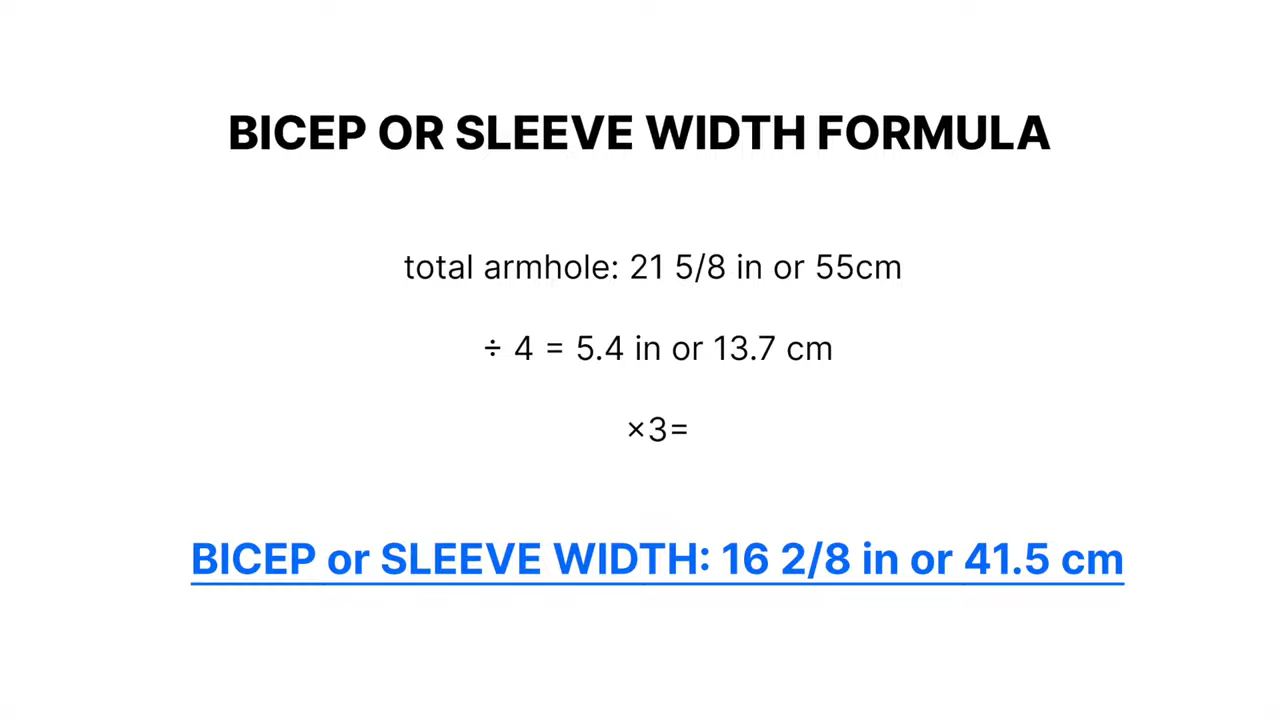 BICEP OR SLEEVE WIDTH FORMULA
total armhole: 21 5/8 in or 55cm
÷ 4 = 5.4 in or 13.7 cm
×3=
BICEP or SLEEVE WIDTH: 16 2/8 in or 41.5 cm